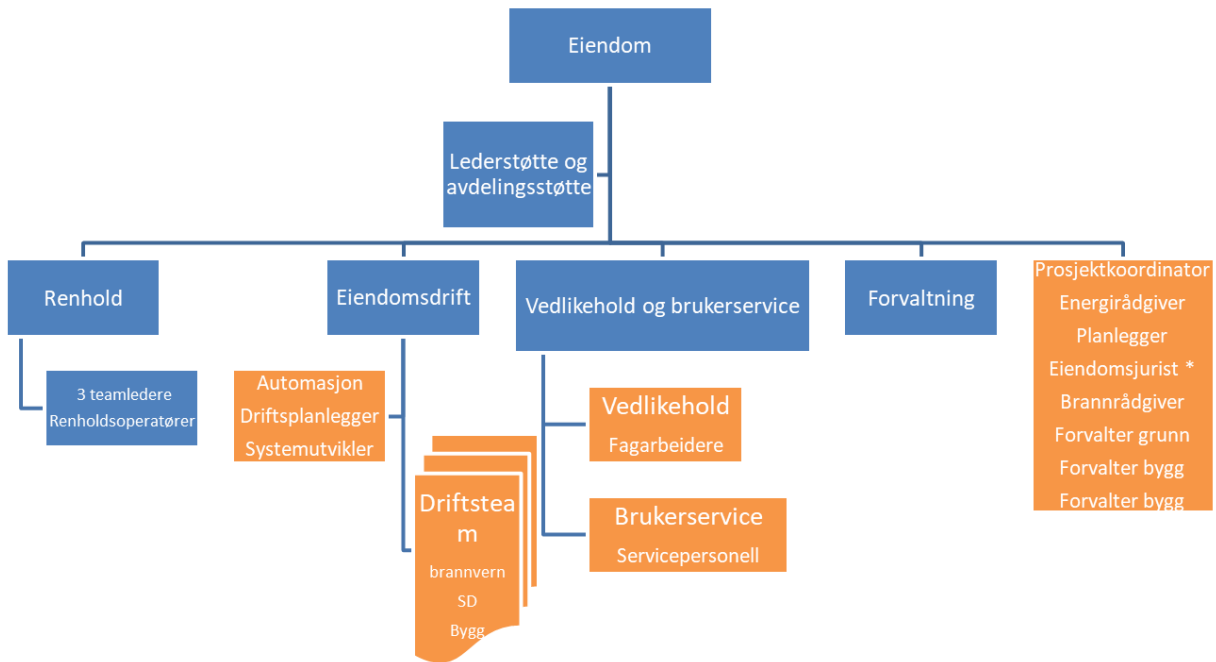 Eiendom
Lederstøtte og
avdelingsstøtte
Renhold
3 teamledere
Renholdsoperatører
Eiendomsdrift
Automasjon
Driftsplanlegger
Systemutvikler
Driftstea
m
brannvern
SD
Bygg
Vedlikehold og brukerservice
Vedlikehold
Fagarbeidere
Brukerservice
Servicepersonell
Forvaltning
Prosjektkoordinator
Energirådgiver
Planlegger
Eiendomsjurist *
Brannrådgiver
Forvalter grunn
Forvalter bygg
Forvalter bygg